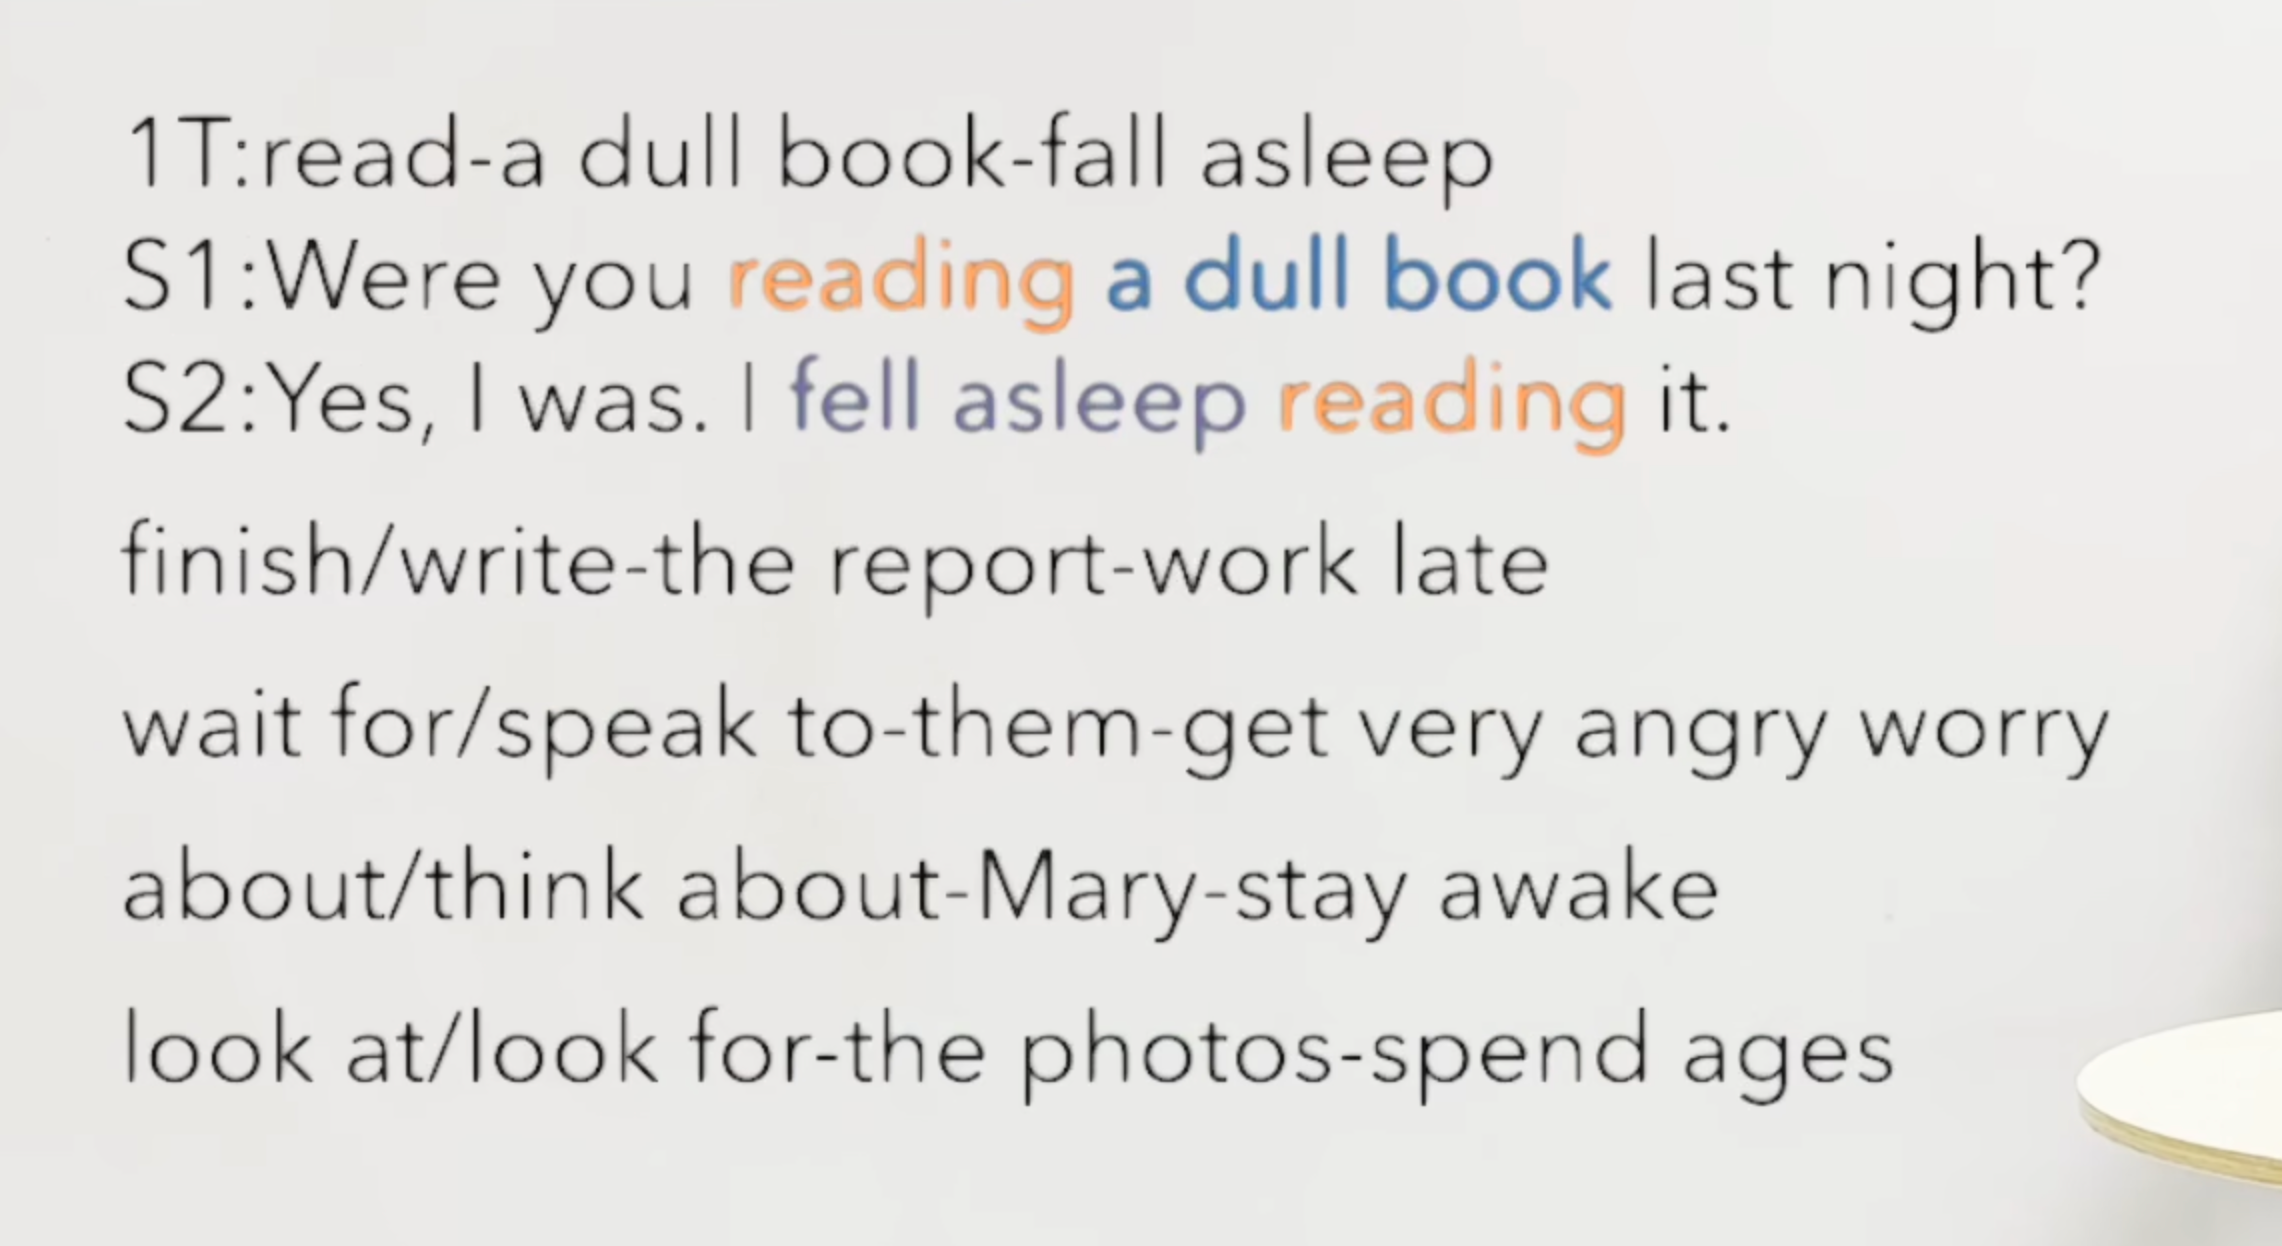 1T:read-a dull book-fall asleep
S1:Were you reading a dull book last night?
S2:Yes, I was. I fell asleep reading it.
finish/write-the report-work late
wait for/speak to-them-get very angry worry
about/think about-Mary-stay awake
look at/look for-the photos-spend ages